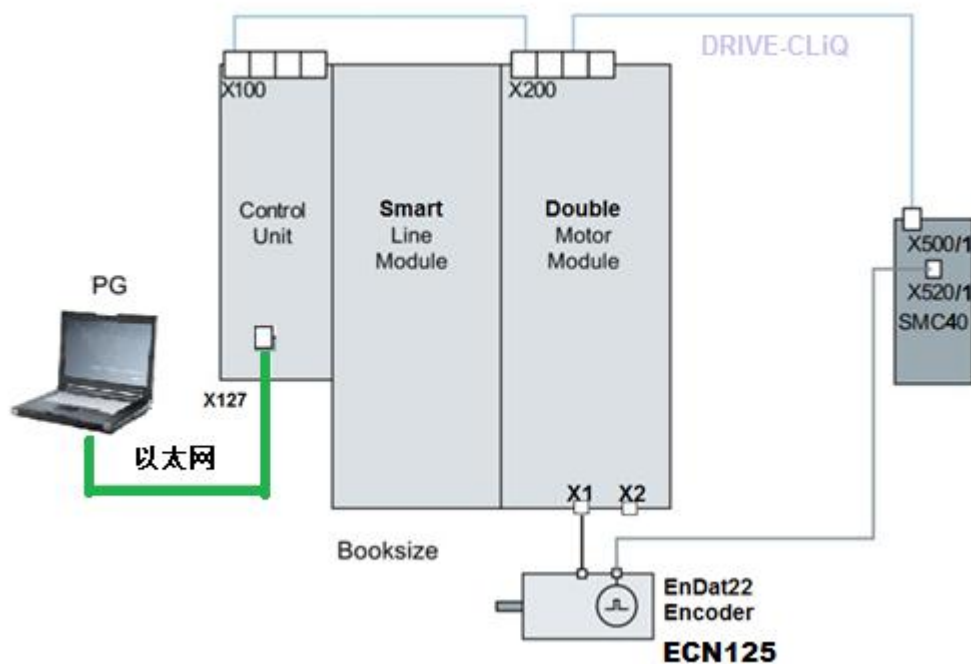 DRIVE-CLiQ
X100
X200
Control
Unit
Smart
Line
Module
Double
Motor
Module
X500/1
X520/1
SMC40
PG
X127
以太网
X1
X2
Booksize
EnDat22
Encoder
ECN125